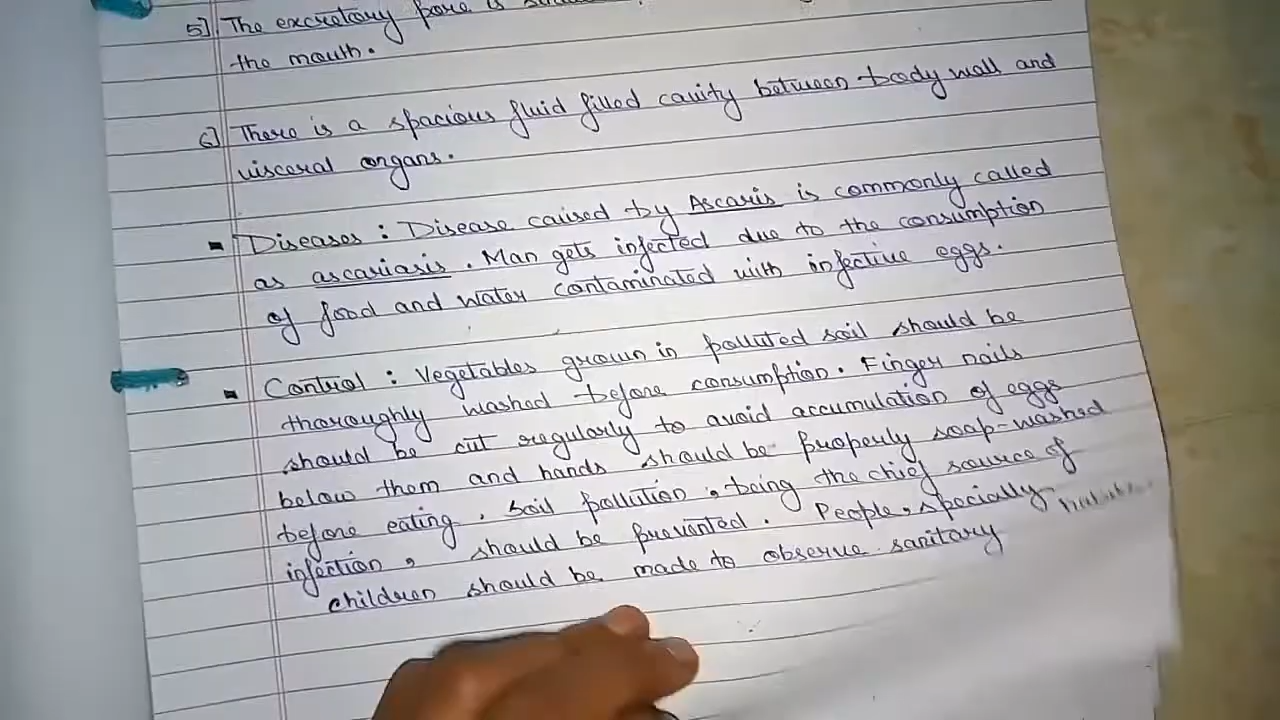 5] The excretory pore is
the mouth.
6] There is a spacious fluid filled cavity between body wall and
visceral organs.
- Diseases : Disease caused by Ascaris is commonly called
as ascariasis. Man gets infected due to the consumption
of food and water contaminated with infective eggs.
- Control : Vegetables grown in polluted soil should be
thoroughly washed before consumption. Finger nails
should be cut regularly to avoid accumulation of eggs
below them and hands should be properly soap-washed
before eating. Soil pollution, being the chief source of
infection, should be prevented. People, specially
children should be made to observe sanitary